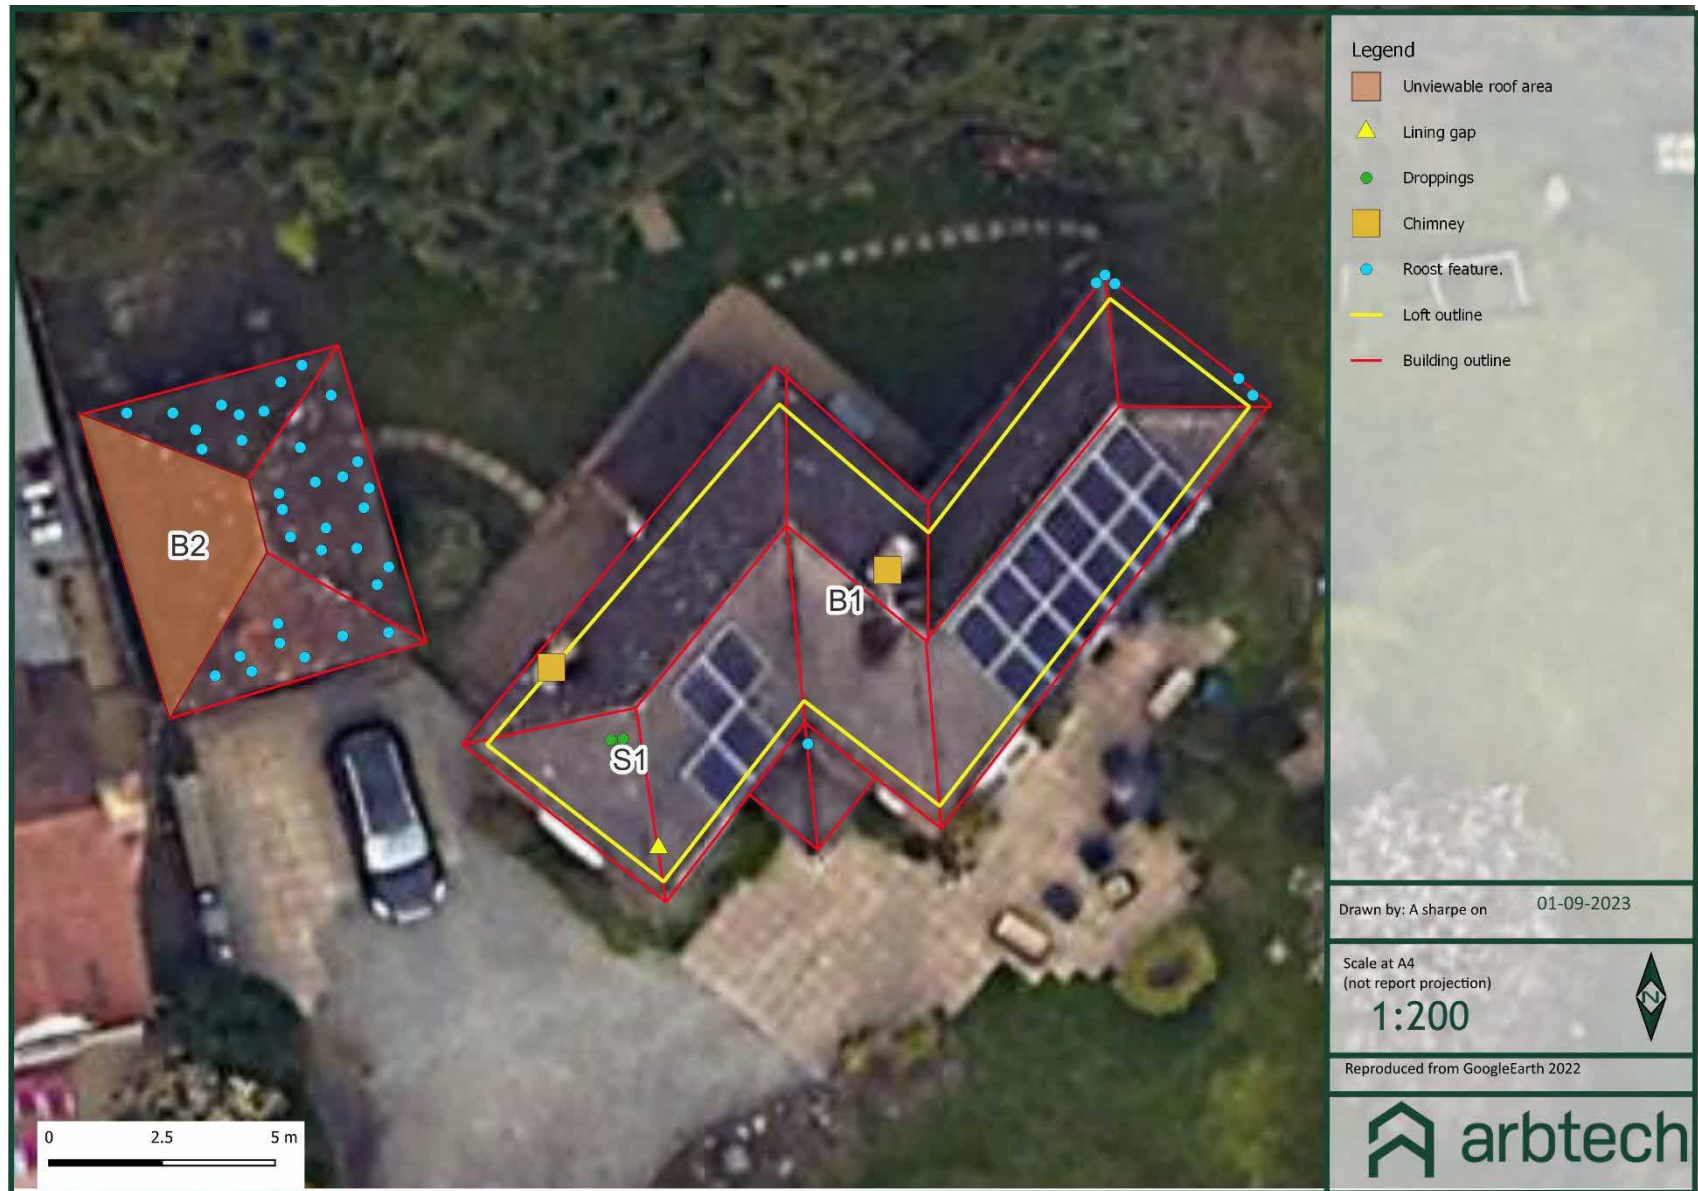 Legend
Unviewable roof area
Lining gap
Droppings
Chimney
Roost feature.
Loft outline
Building outline
B2
B1
S1
Drawn by: A sharpe on 01-09-2023
Scale at A4
(not report projection)
1:200
N
Reproduced from GoogleEarth 2022
0 2.5 5 m
arbtech